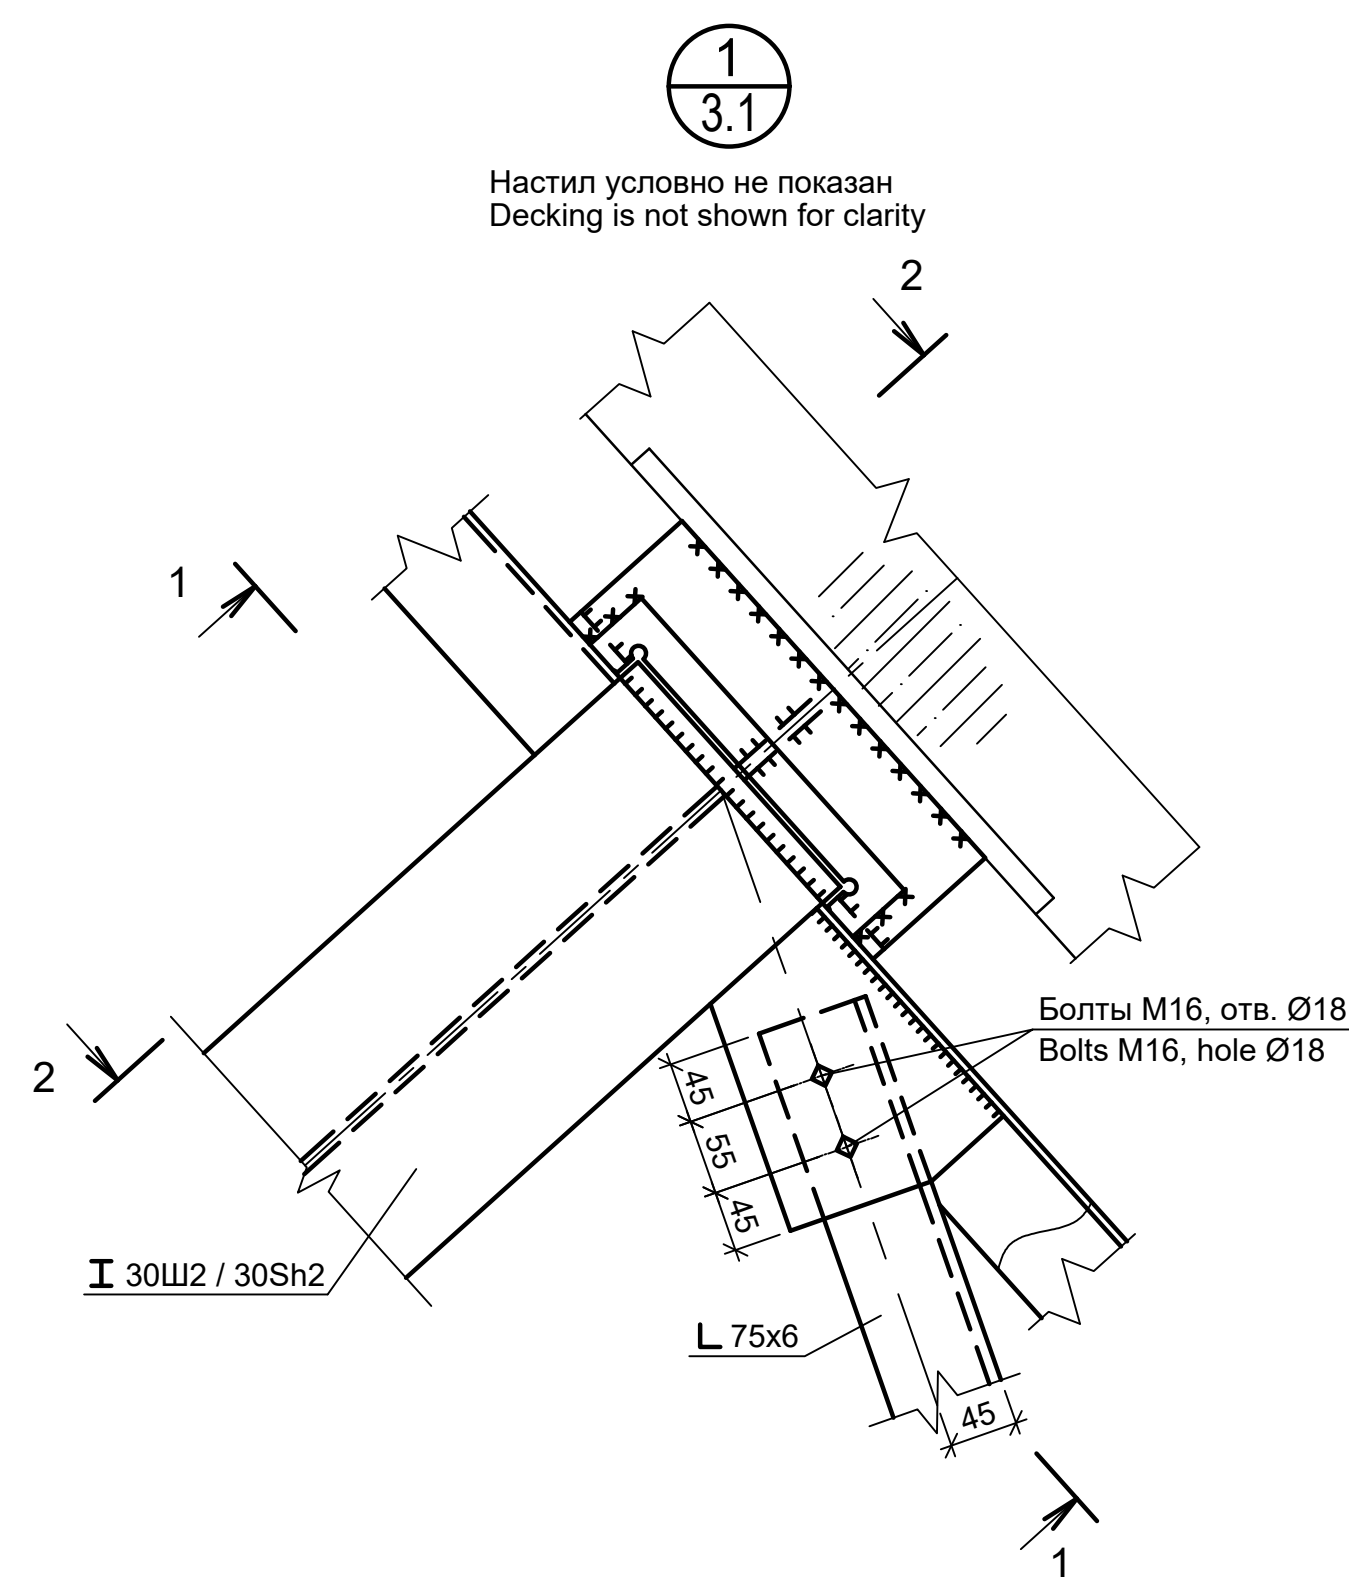 1
3.1
Настил условно не показан
Decking is not shown for clarity
2
1
Болты М16, отв. Ø18
Bolts M16, hole Ø18
2
45
55
45
30Ш2 / 30Sh2
75x6
45
1